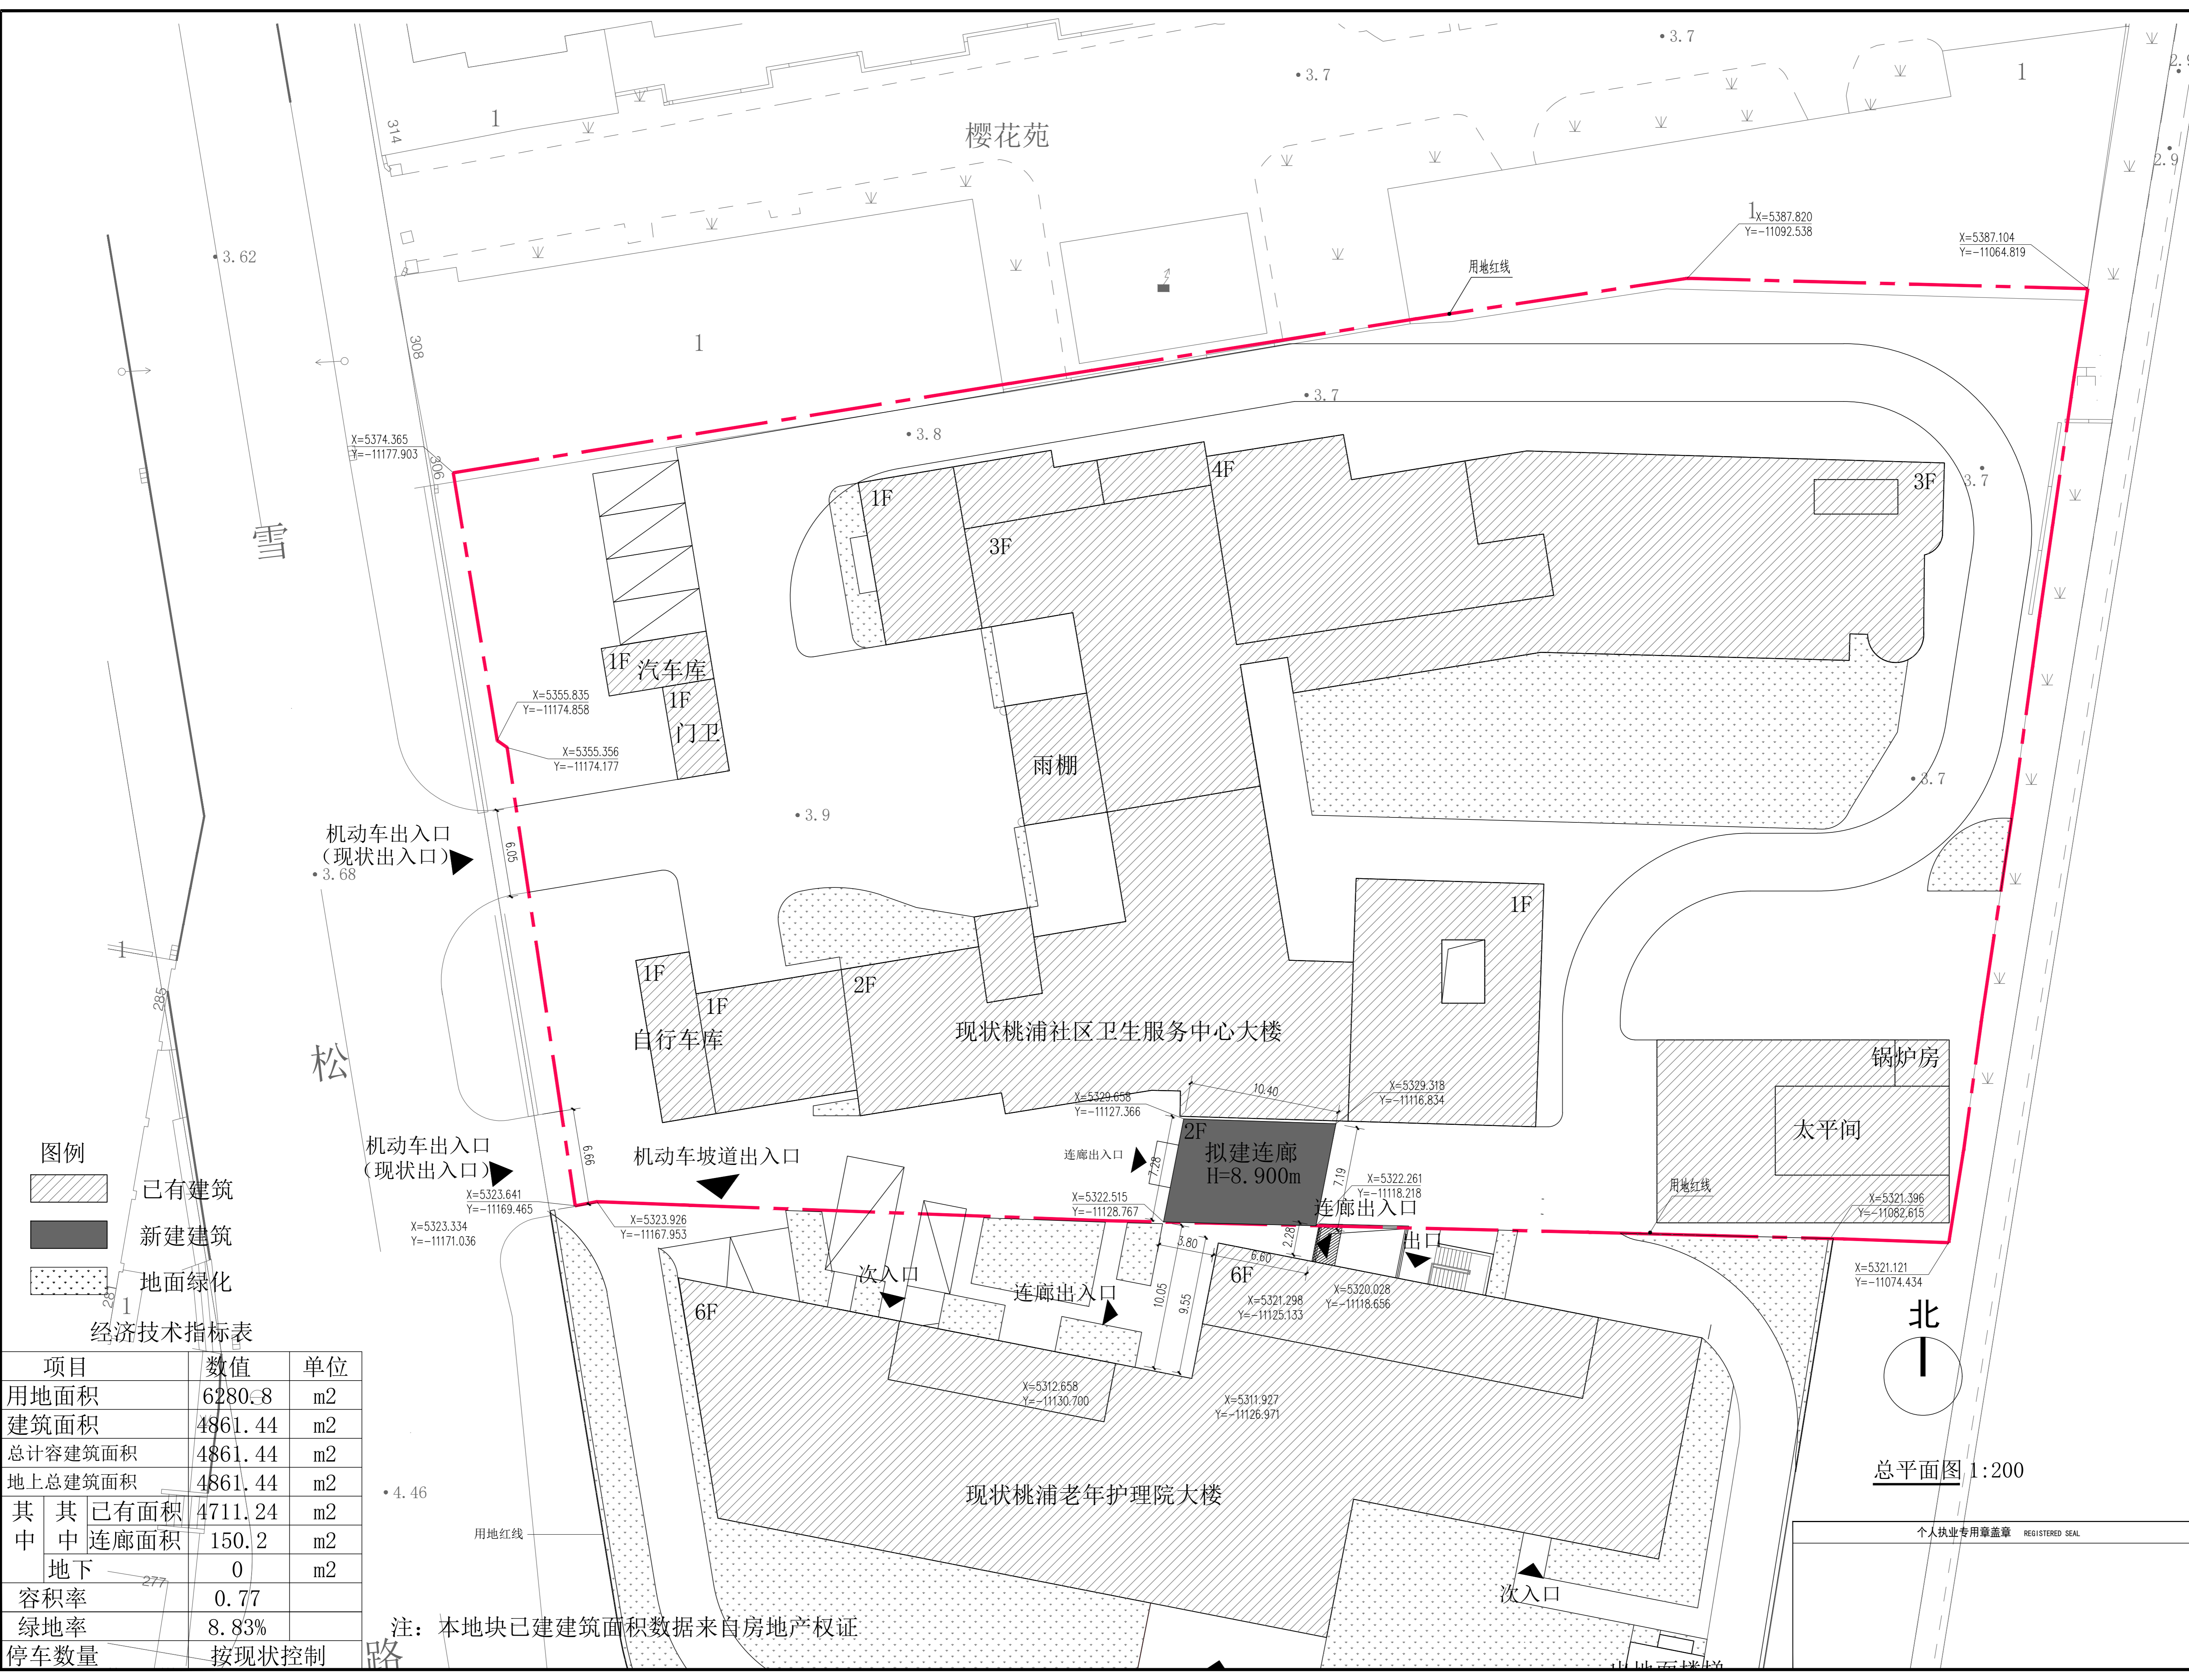 樱花苑
1
1
1
1
3.7
3.7
2.9
2.9
3.62
314
308
306
X=5387.820
Y=-11092.538
X=5387.104
Y=-11064.819
用地红线
3.7
3.8
X=5374.365
Y=-11177.903
1F
4F
3F
3.7
3F
雪
1F
汽车库
1F
门卫
X=5355.835
Y=-11174.858
X=5355.356
Y=-11174.177
雨棚
3.9
3.7
机动车出入口
（现状出入口）
3.68
6.05
1F
1F
1F
2F
自行车库
现状桃浦社区卫生服务中心大楼
1
285
松
锅炉房
太平间
10.40
X=5329.658
Y=-11127.366
X=5329.318
Y=-11116.834
2F
拟建连廊
H=8.900m
7.28
7.19
连廊出入口
机动车出入口
（现状出入口）
6.66
机动车坡道出入口
X=5323.641
Y=-11169.465
X=5323.334
Y=-11171.036
X=5323.926
Y=-11167.953
X=5322.515
Y=-11128.767
X=5322.261
Y=-11118.218
连廊出入口
用地红线
X=5321.396
Y=-11082.615
X=5321.121
Y=-11074.434
3.80
2.28
6.60
10.05
9.55
出口
次入口
连廊出入口
6F
6F
X=5321.298
Y=-11125.133
X=5320.028
Y=-11118.656
X=5312.658
Y=-11130.700
X=5311.927
Y=-11126.971
现状桃浦老年护理院大楼
次入口
北
总平面图 1:200
个人执业专用章盖章 REGISTERED SEAL
图例
已有建筑
新建建筑
地面绿化
1
经济技术指标表
项目 数值 单位
用地面积 6280.8 m2
建筑面积 4861.44 m2
总计容建筑面积 4861.44 m2
地上总建筑面积 4861.44 m2
其中 其中 已有面积 4711.24 m2
连廊面积 150.2 m2
地下 0 m2
容积率 0.77
绿地率 8.83%
停车数量 按现状控制
277
4.46
用地红线
注：本地块已建建筑面积数据来自房地产权证
路